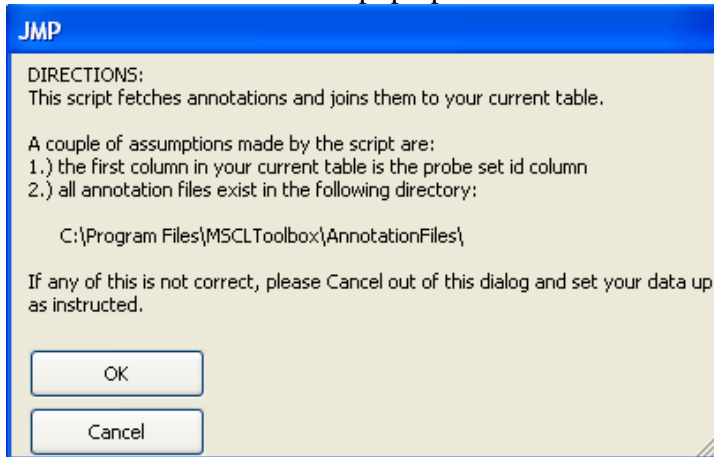 JMP
DIRECTIONS:
This script fetches annotations and joins them to your current table.
A couple of assumptions made by the script are:
1.) the first column in your current table is the probe set id column
2.) all annotation files exist in the following directory:
C:\Program Files\MSCLToolbox\AnnotationFiles\
If any of this is not correct, please Cancel out of this dialog and set your data up
as instructed.
OK
Cancel